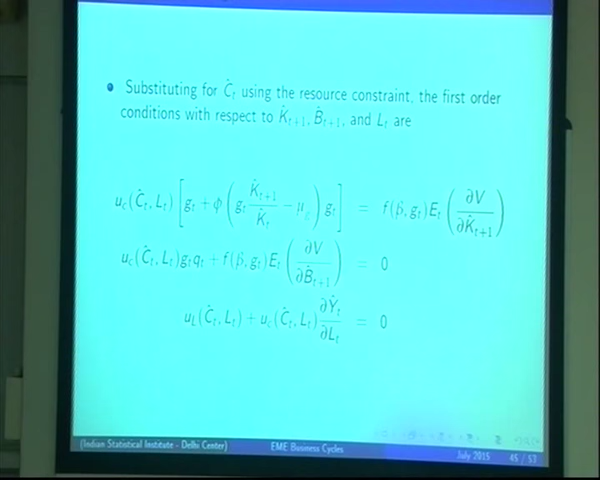 Substituting for Ĉ_t using the resource constraint, the first order
conditions with respect to K̂_{t+1}, B̂_{t+1}, and L_t are
u_c(Ĉ_t, L_t) [ g_t + ϕ ( g_t K̂_{t+1} / K̂_t − μ_g ) g_t ] = f(β, g_t) E_t ( ∂V / ∂K̂_{t+1} )
u_c(Ĉ_t, L_t) g_t q_t + f(β, g_t) E_t ( ∂V / ∂B̂_{t+1} ) = 0
u_L(Ĉ_t, L_t) + u_c(Ĉ_t, L_t) ∂Ŷ_t / ∂L_t = 0
(Indian Statistical Institute - Delhi Center) EME Business Cycles July 2015 45 / 53